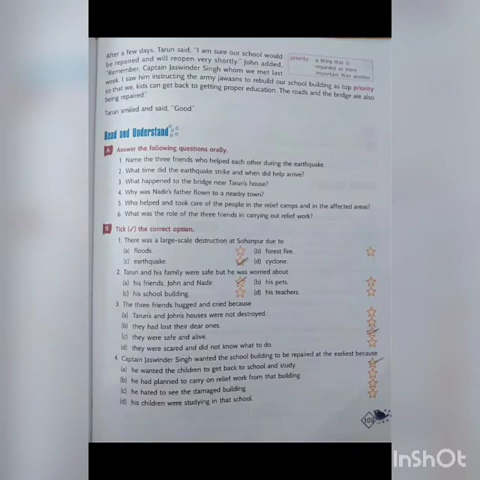 After a few days, Tarun said, "I am sure our school would
be repaired and will reopen very shortly." John added,
"Remember, Captain Jaswinder Singh whom we met last
week. I saw him instructing the army jawans to rebuild our school building as top priority
so that we, kids can get back to getting proper education. The roads and the bridge are also
being repaired."
priority a thing that is
regarded as more
important than another
Tarun smiled and said, "Good."
Read and Understand
A Answer the following questions orally.
1. Name the three friends who helped each other during the earthquake.
2. What time did the earthquake strike and when did help arrive?
3. What happened to the bridge near Tarun's house?
4. Why was Nadir's father flown to a nearby town?
5. Who helped and took care of the people in the relief camps and in the affected areas?
6. What was the role of the three friends in carrying out relief work?
B Tick (✓) the correct option.
1. There was a large-scale destruction at Sohanpur due to
(a) floods. (b) forest fire.
(c) earthquake. (d) cyclone.
2. Tarun and his family were safe but he was worried about
(a) his friends, John and Nadir. (b) his pets.
(c) his school building. (d) his teachers.
3. The three friends hugged and cried because
(a) Tarun's and John's houses were not destroyed.
(b) they had lost their dear ones.
(c) they were safe and alive.
(d) they were scared and did not know what to do.
4. Captain Jaswinder Singh wanted the school building to be repaired at the earliest because
(a) he wanted the children to get back to school and study.
(b) he had planned to carry on relief work from that building.
(c) he hated to see the damaged building.
(d) his children were studying in that school.
109
InShOt